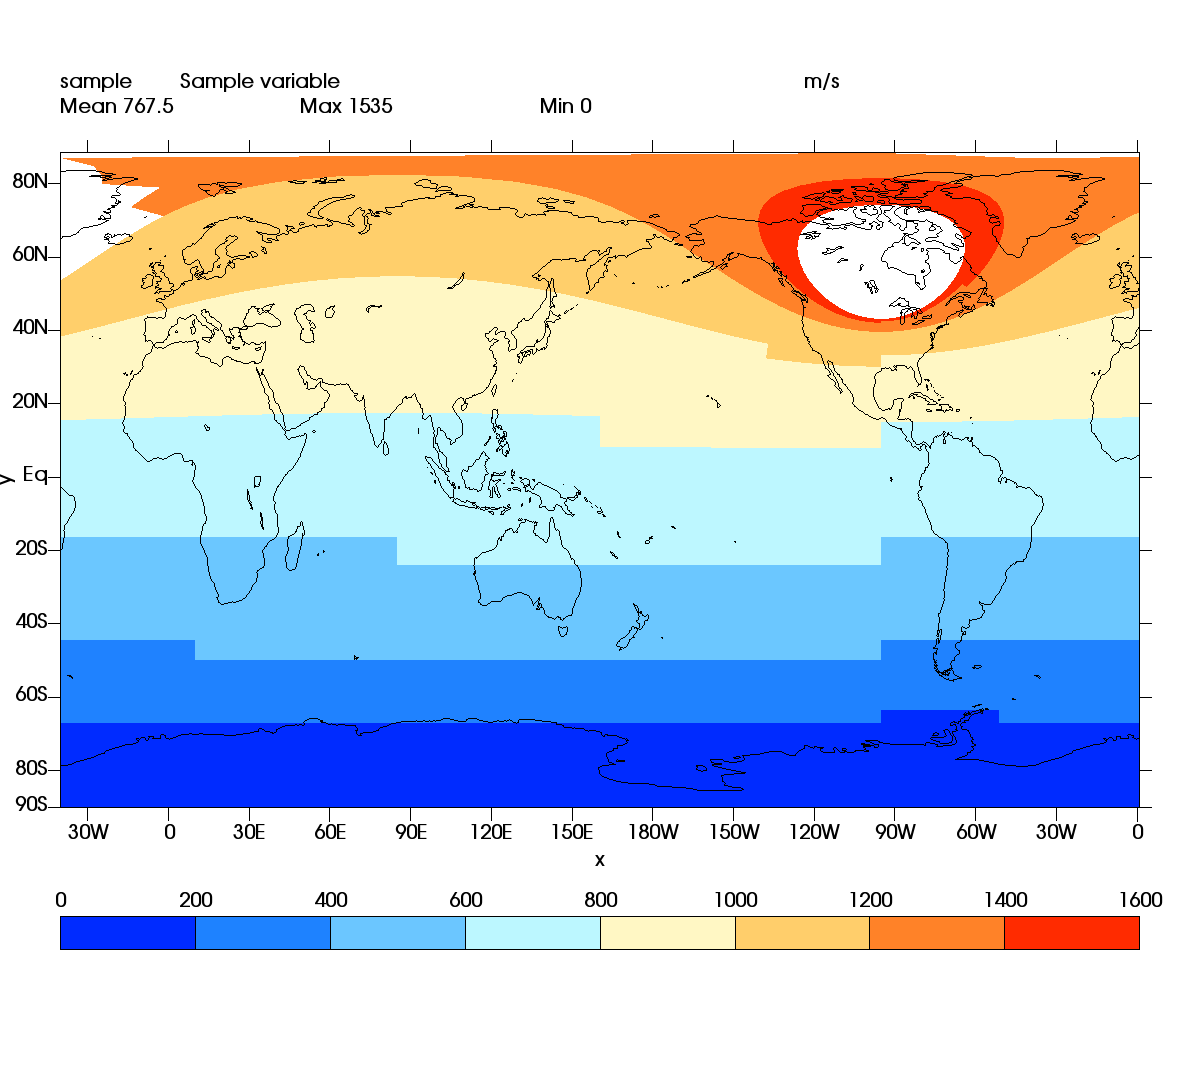 sample Sample variable m/s
Mean 767.5 Max 1535 Min 0
80N
60N
40N
20N
y Eq
20S
40S
60S
80S
90S
30W 0 30E 60E 90E 120E 150E 180W 150W 120W 90W 60W 30W 0
x
0 200 400 600 800 1000 1200 1400 1600